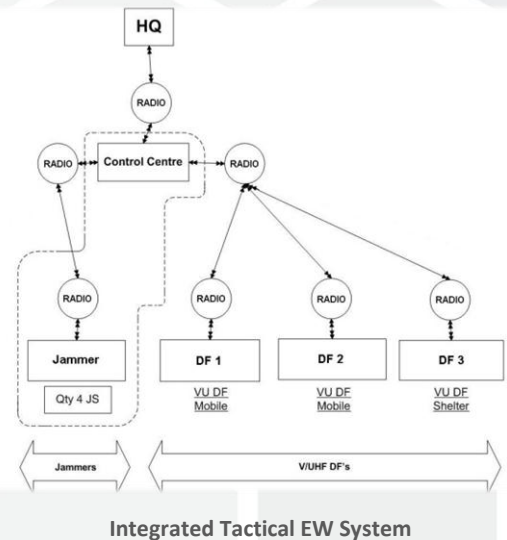 HQ
RADIO
RADIO
Control Centre
RADIO
RADIO
RADIO
RADIO
RADIO
Jammer
DF 1
DF 2
DF 3
Qty 4 JS
VU DF
Mobile
VU DF
Mobile
VU DF
Shelter
Jammers
V/UHF DF's
Integrated Tactical EW System